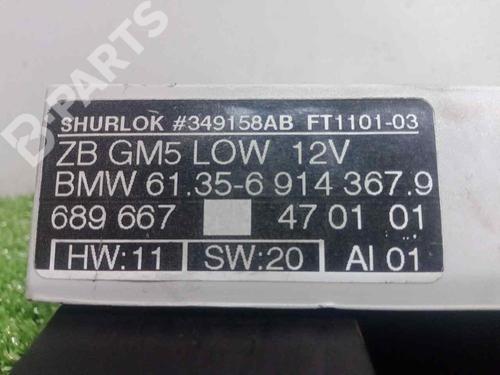 B-PARTS
SHURLOK #349158AB FT1101-03
ZB GM5 LOW 12V
BMW 61.35-6 914 367.9
689 667 47 01 01
HW:11 SW:20 AI 01